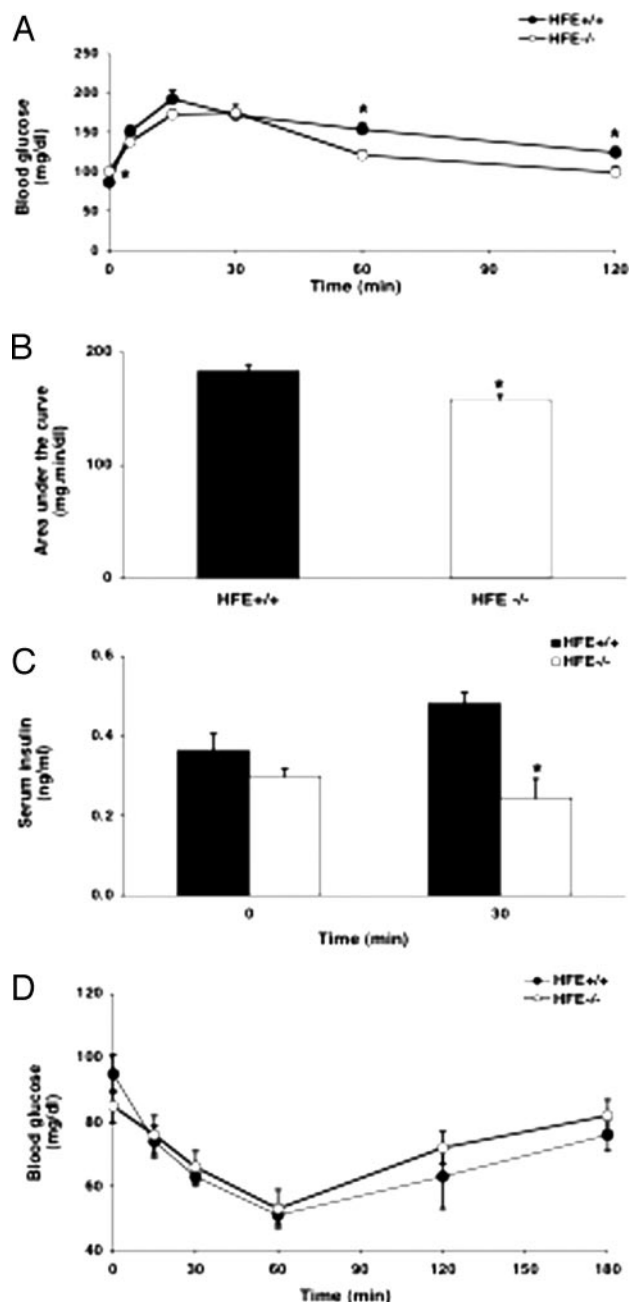 A
HFE+/+
HFE-/-
Blood glucose
(mg/dl)
250
200
150
100
50
0
0 30 60 90 120
Time (min)
*
*
*
B
Area under the curve
(mg.min/dl)
200
100
0
*
HFE+/+ HFE -/-
C
HFE+/+
HFE-/-
Serum insulin
(ng/ml)
0.6
0.4
0.2
0.0
*
0 30
Time (min)
D
HFE+/+
HFE-/-
Blood glucose
(mg/dl)
120
100
80
60
40
0 30 60 90 120 150 180
Time (min)